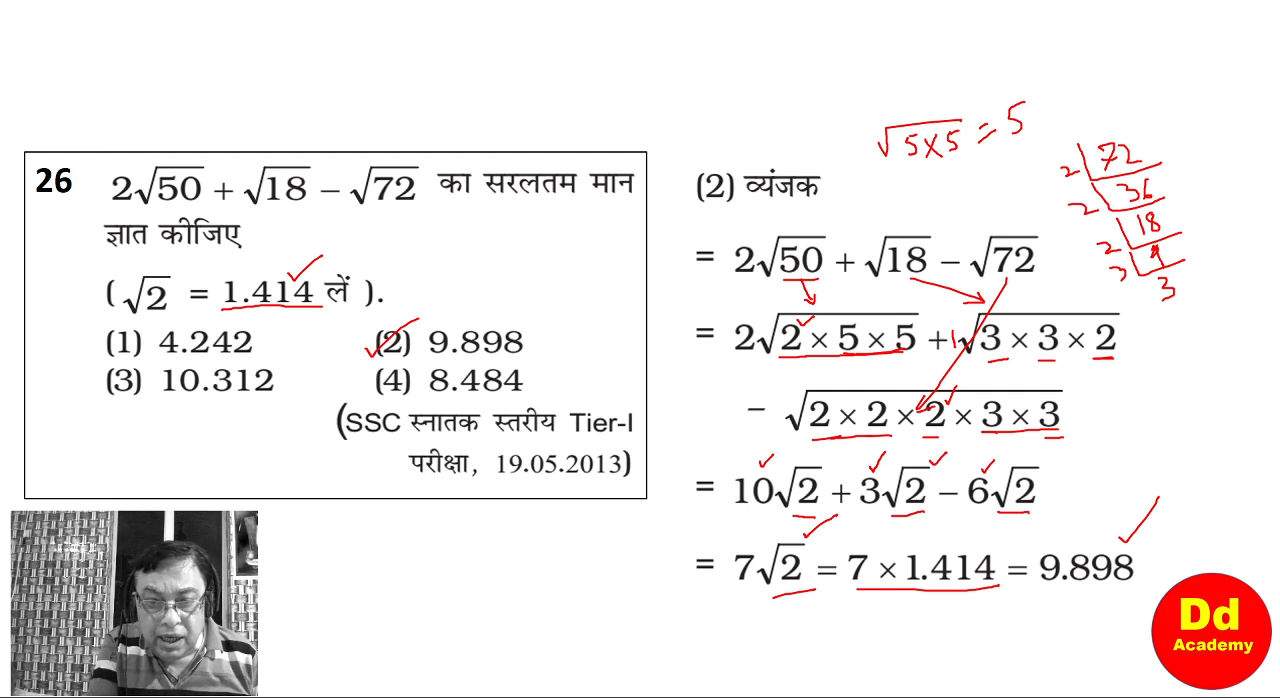 26 2√50 + √18 − √72 का सरलतम मान
ज्ञात कीजिए
( √2 = 1.414 लें ).
(1) 4.242 (2) 9.898
(3) 10.312 (4) 8.484
(SSC स्नातक स्तरीय Tier-I
परीक्षा, 19.05.2013)
√5×5 = 5
(2) व्यंजक
= 2√50 + √18 − √72
= 2√2 × 5 × 5 + 1√3 × 3 × 2
− √2 × 2 × 2 × 3 × 3
= 10√2 + 3√2 − 6√2
= 7√2 = 7 × 1.414 = 9.898
2 72
2 36
2 18
3 9
3
Dd
Academy